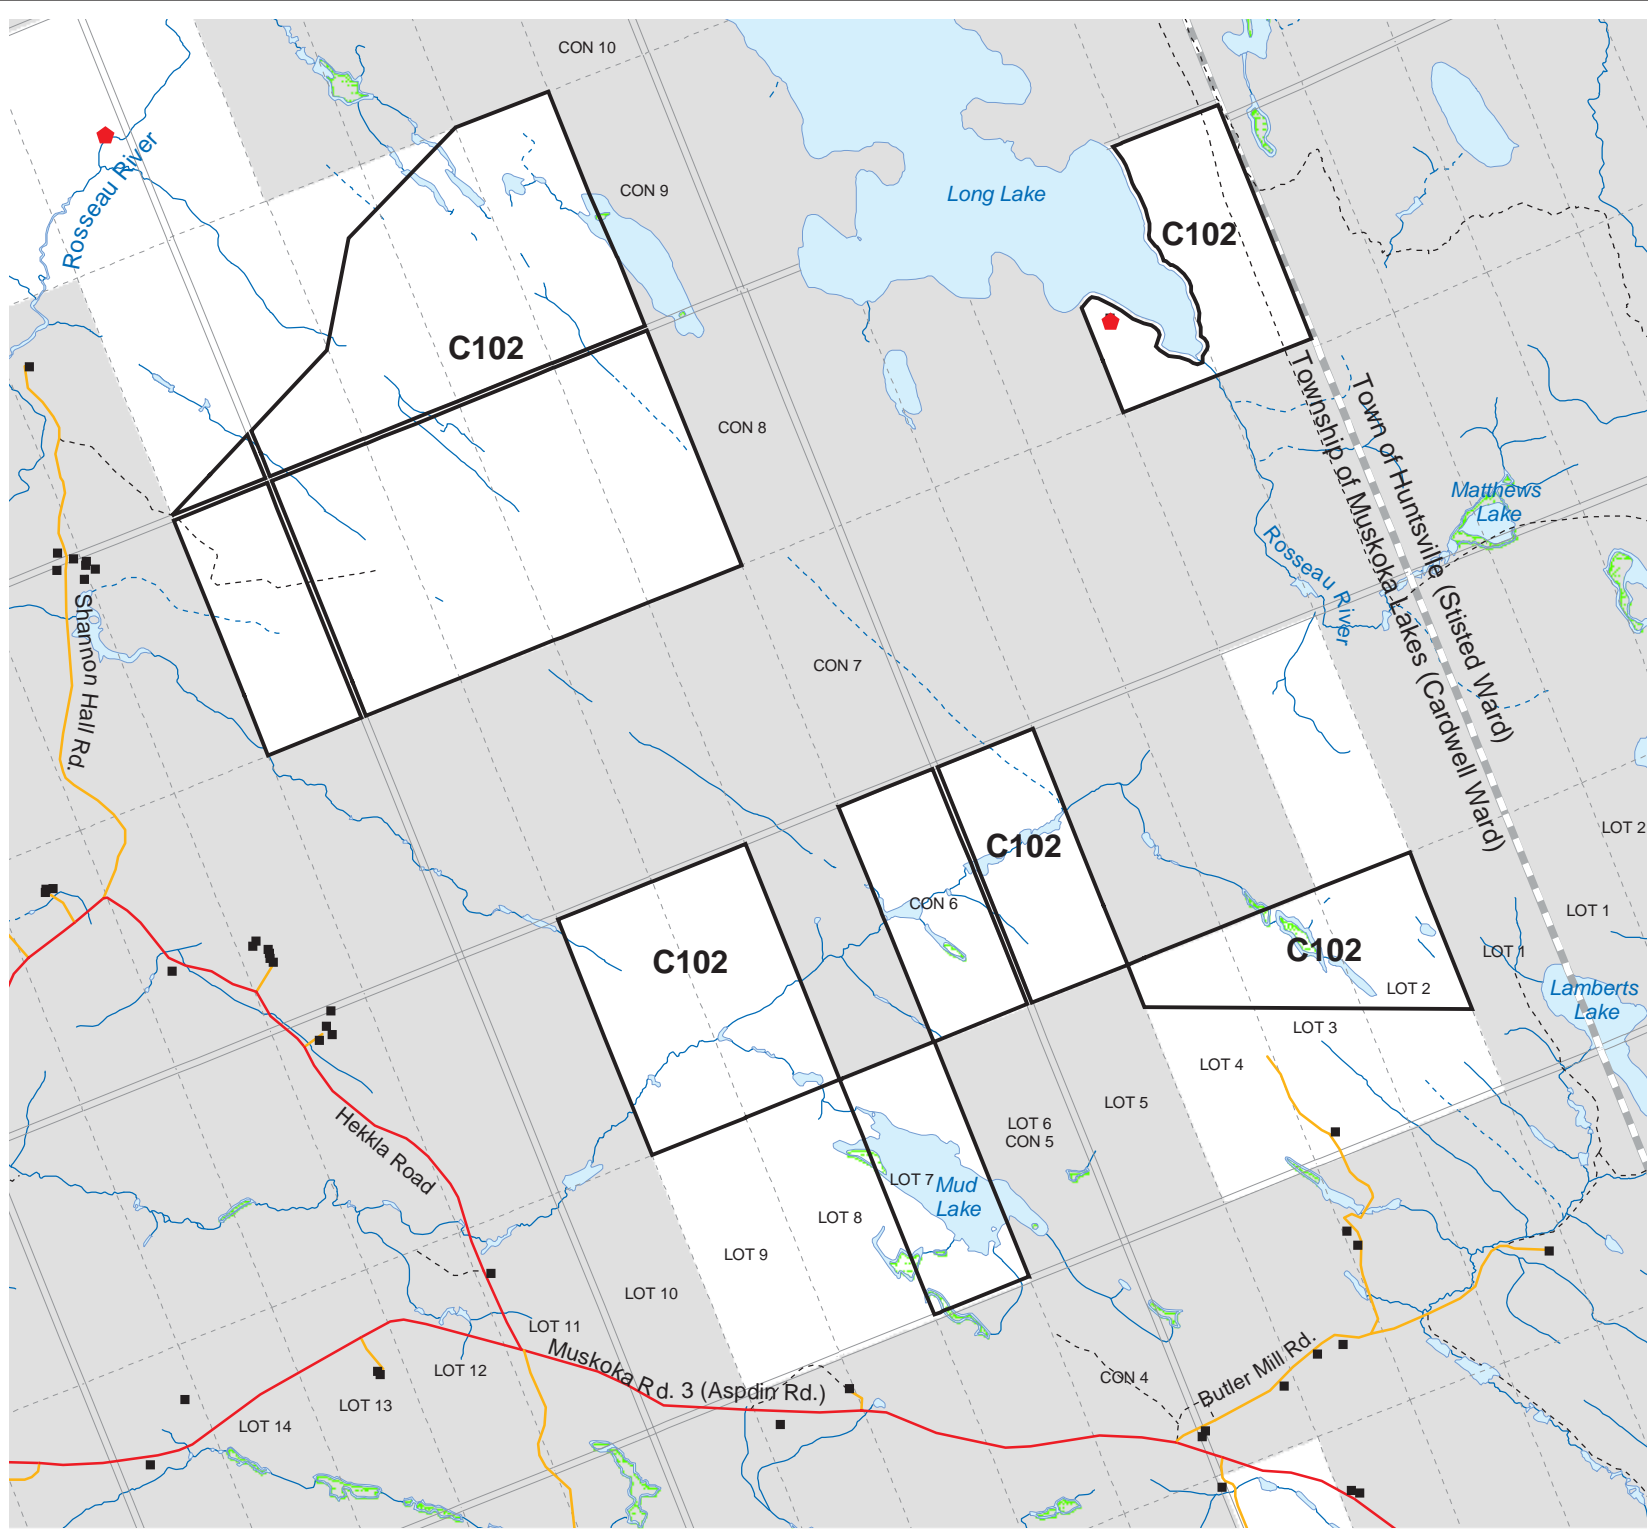 CON 10
Rosseau River
CON 9
Long Lake
C102
C102
CON 8
Township of Muskoka Lakes (Cardwell Ward)
Town of Huntsville (Stisted Ward)
Matthews
Lake
Rosseau River
Shannon Hall Rd.
CON 7
LOT 2
C102
CON 6
LOT 1
C102
C102
LOT 1
LOT 2
Lamberts
Lake
LOT 3
LOT 4
LOT 5
LOT 6
CON 5
Hekkla Road
LOT 7
Mud
Lake
LOT 8
LOT 9
LOT 10
LOT 11
LOT 12
Muskoka Rd. 3 (Aspdin Rd.)
CON 4
Butler Mill Rd.
LOT 13
LOT 14